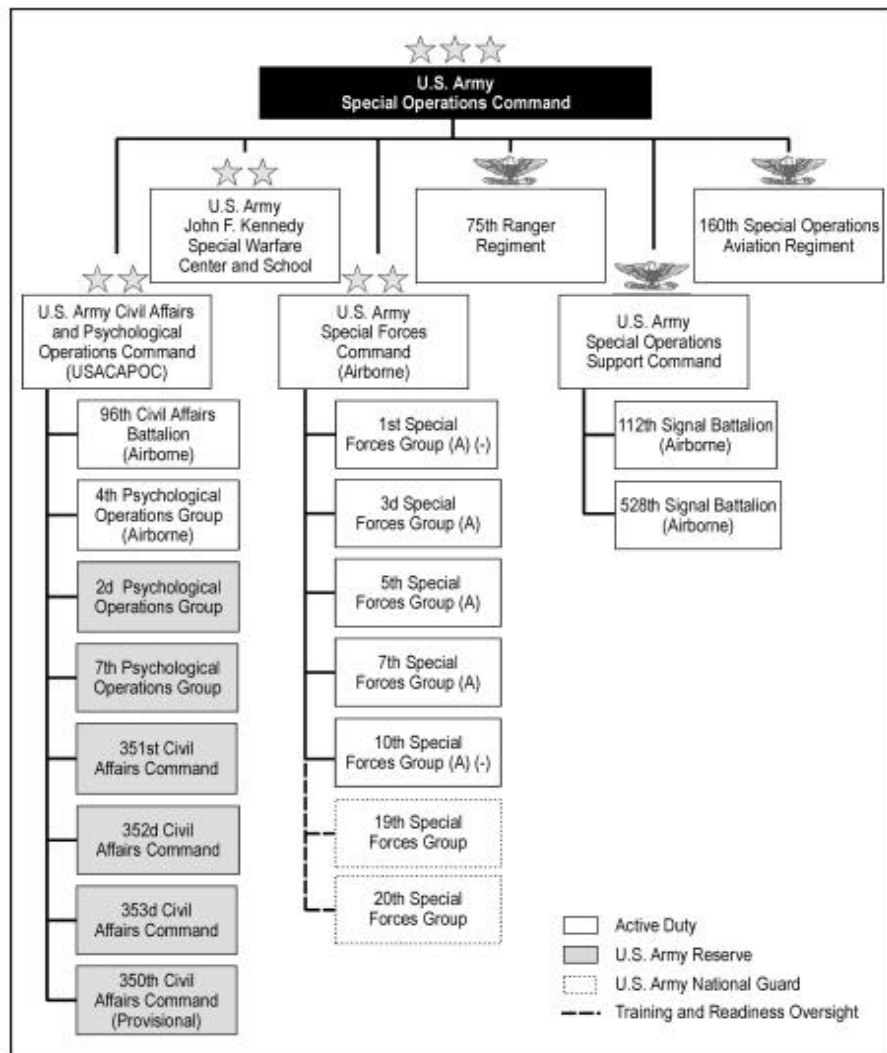 U.S. Army
Special Operations Command
U.S. Army
John F. Kennedy
Special Warfare
Center and School
75th Ranger
Regiment
160th Special Operations
Aviation Regiment
U.S. Army Civil Affairs
and Psychological
Operations Command
(USACAPOC)
U.S. Army
Special Forces
Command
(Airborne)
U.S. Army
Special Operations
Support Command
96th Civil Affairs
Battalion
(Airborne)
4th Psychological
Operations Group
(Airborne)
2d Psychological
Operations Group
7th Psychological
Operations Group
351st Civil
Affairs Command
352d Civil
Affairs Command
353d Civil
Affairs Command
350th Civil
Affairs Command
(Provisional)
1st Special
Forces Group (A) (-)
3d Special
Forces Group (A)
5th Special
Forces Group (A)
7th Special
Forces Group (A)
10th Special
Forces Group (A) (-)
19th Special
Forces Group
20th Special
Forces Group
112th Signal Battalion
(Airborne)
528th Signal Battalion
(Airborne)
Active Duty
U.S. Army Reserve
U.S. Army National Guard
Training and Readiness Oversight